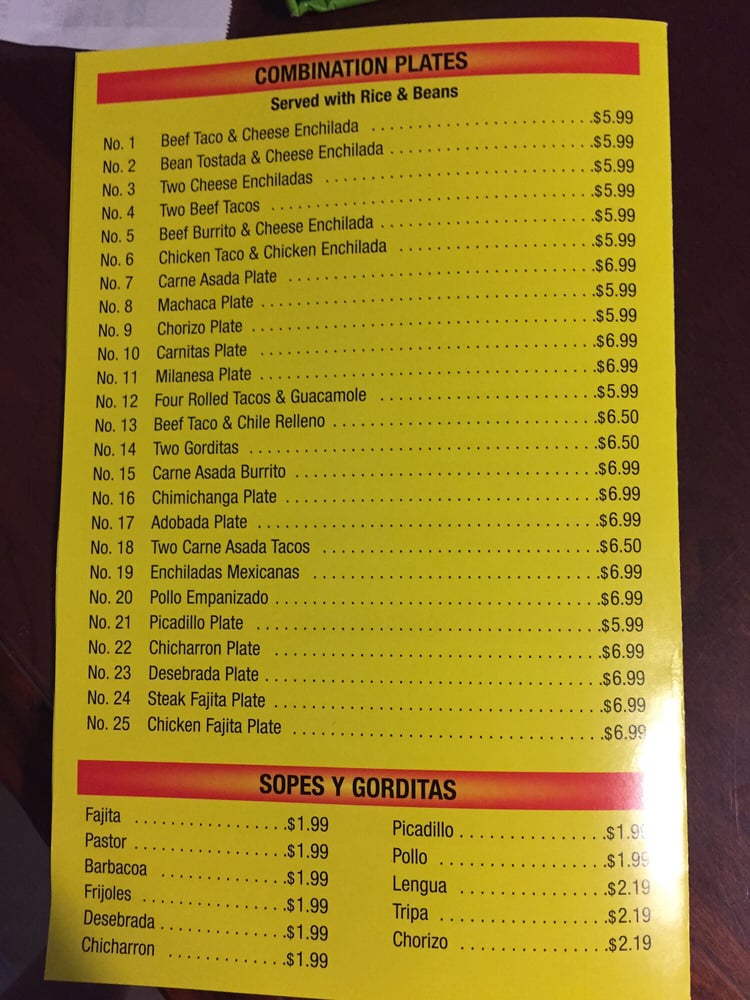 COMBINATION PLATES
Served with Rice & Beans
No. 1 Beef Taco & Cheese Enchilada ........................$5.99
No. 2 Bean Tostada & Cheese Enchilada ........................$5.99
No. 3 Two Cheese Enchiladas ........................$5.99
No. 4 Two Beef Tacos ........................$5.99
No. 5 Beef Burrito & Cheese Enchilada ........................$5.99
No. 6 Chicken Taco & Chicken Enchilada ........................$5.99
No. 7 Carne Asada Plate ........................$6.99
No. 8 Machaca Plate ........................$5.99
No. 9 Chorizo Plate ........................$5.99
No. 10 Carnitas Plate ........................$6.99
No. 11 Milanesa Plate ........................$6.99
No. 12 Four Rolled Tacos & Guacamole ........................$5.99
No. 13 Beef Taco & Chile Relleno ........................$6.50
No. 14 Two Gorditas ........................$6.50
No. 15 Carne Asada Burrito ........................$6.99
No. 16 Chimichanga Plate ........................$6.99
No. 17 Adobada Plate ........................$6.99
No. 18 Two Carne Asada Tacos ........................$6.50
No. 19 Enchiladas Mexicanas ........................$6.99
No. 20 Pollo Empanizado ........................$6.99
No. 21 Picadillo Plate ........................$5.99
No. 22 Chicharron Plate ........................$6.99
No. 23 Desebrada Plate ........................$6.99
No. 24 Steak Fajita Plate ........................$6.99
No. 25 Chicken Fajita Plate ........................$6.99
SOPES Y GORDITAS
Fajita ................$1.99
Pastor ................$1.99
Barbacoa .............$1.99
Frijoles ...............$1.99
Desebrada .............$1.99
Chicharron ............$1.99
Picadillo ...............$1.99
Pollo .................$1.99
Lengua ...............$2.19
Tripa .................$2.19
Chorizo ...............$2.19